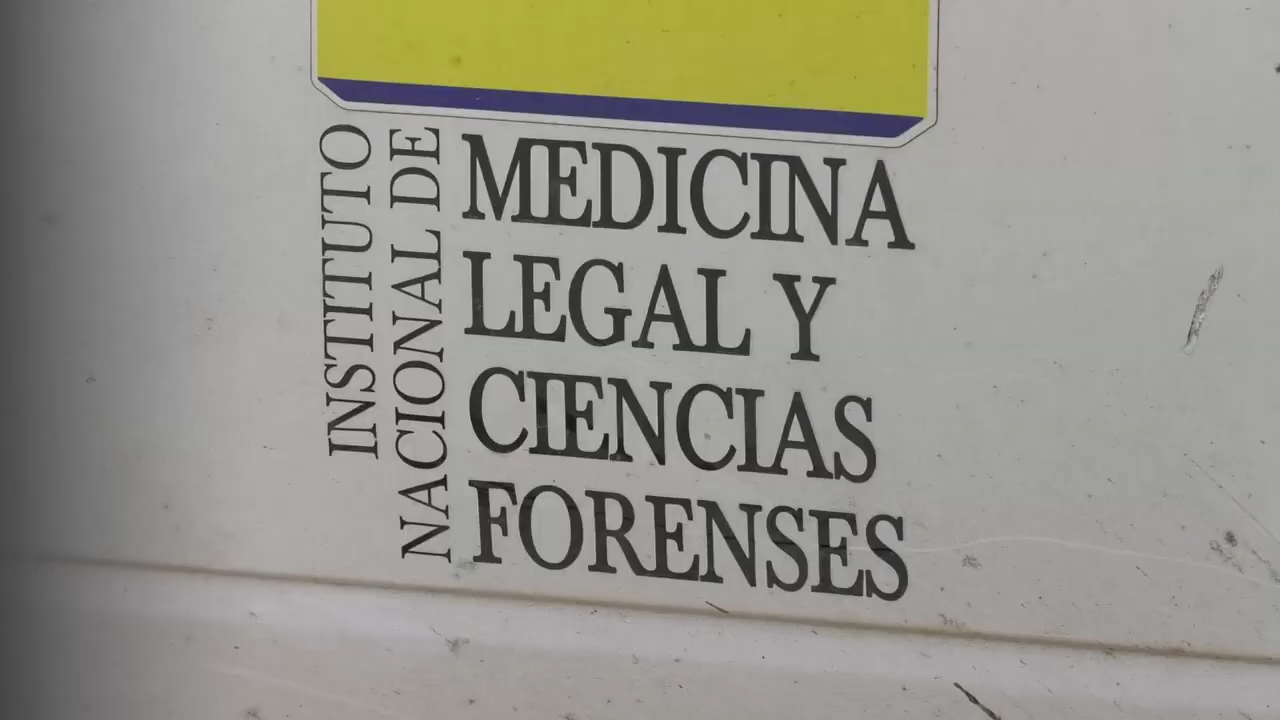 INSTITUTO
NACIONAL DE
MEDICINA
LEGAL Y
CIENCIAS
FORENSES